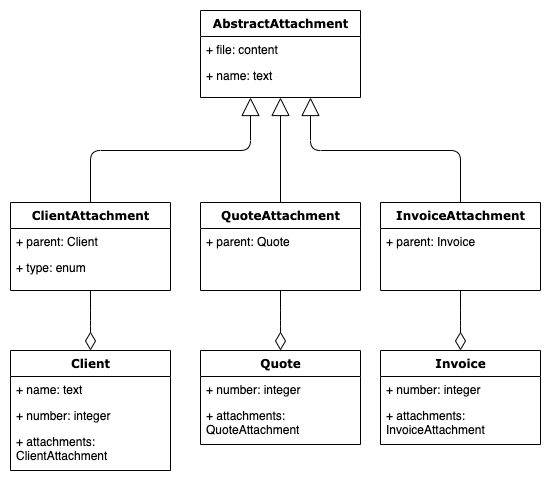 AbstractAttachment
+ file: content
+ name: text
ClientAttachment
+ parent: Client
+ type: enum
QuoteAttachment
+ parent: Quote
InvoiceAttachment
+ parent: Invoice
Client
+ name: text
+ number: integer
+ attachments:
ClientAttachment
Quote
+ number: integer
+ attachments:
QuoteAttachment
Invoice
+ number: integer
+ attachments:
InvoiceAttachment